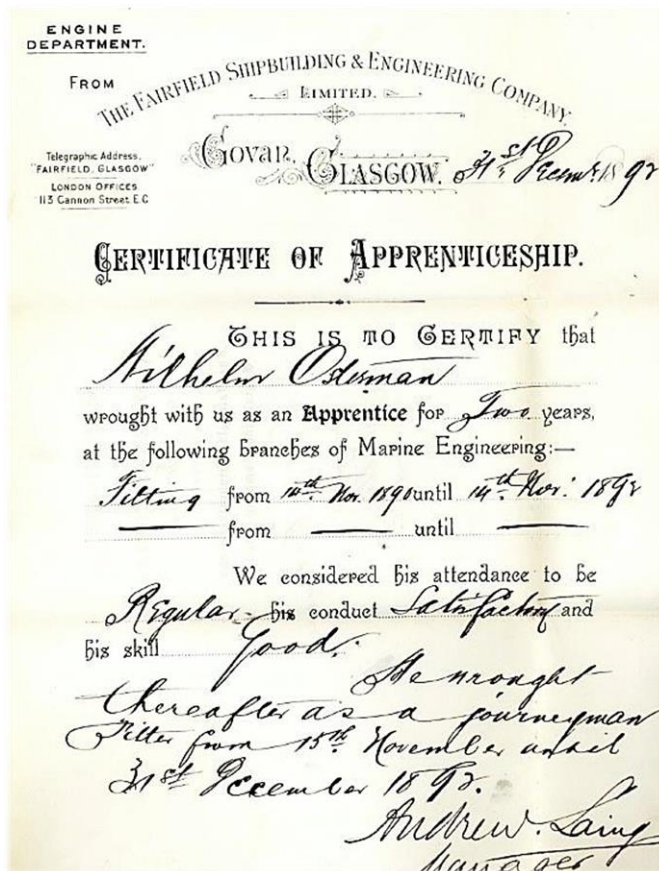 ENGINE
DEPARTMENT.
FROM
THE FAIRFIELD SHIPBUILDING & ENGINEERING COMPANY
LIMITED.
Telegraphic Address,
"FAIRFIELD, GLASGOW"
LONDON OFFICES
113 Cannon Street E.C
Govan, GLASGOW, 31st Decemr. 1892
CERTIFICATE OF APPRENTICESHIP.
THIS IS TO CERTIFY that
Wilhelm Osterman
wrought with us as an Apprentice for Two years,
at the following branches of Marine Engineering:—
Fitting from 14th. Nov. 1890 until 14th. Nov: 1892
from until
We considered his attendance to be
Regular - his conduct Satisfactory and
his skill Good.
He wrought
thereafter as a journeyman
Fitter from 15th. November until
31st December 1892.
Andrew. Laing
Manager